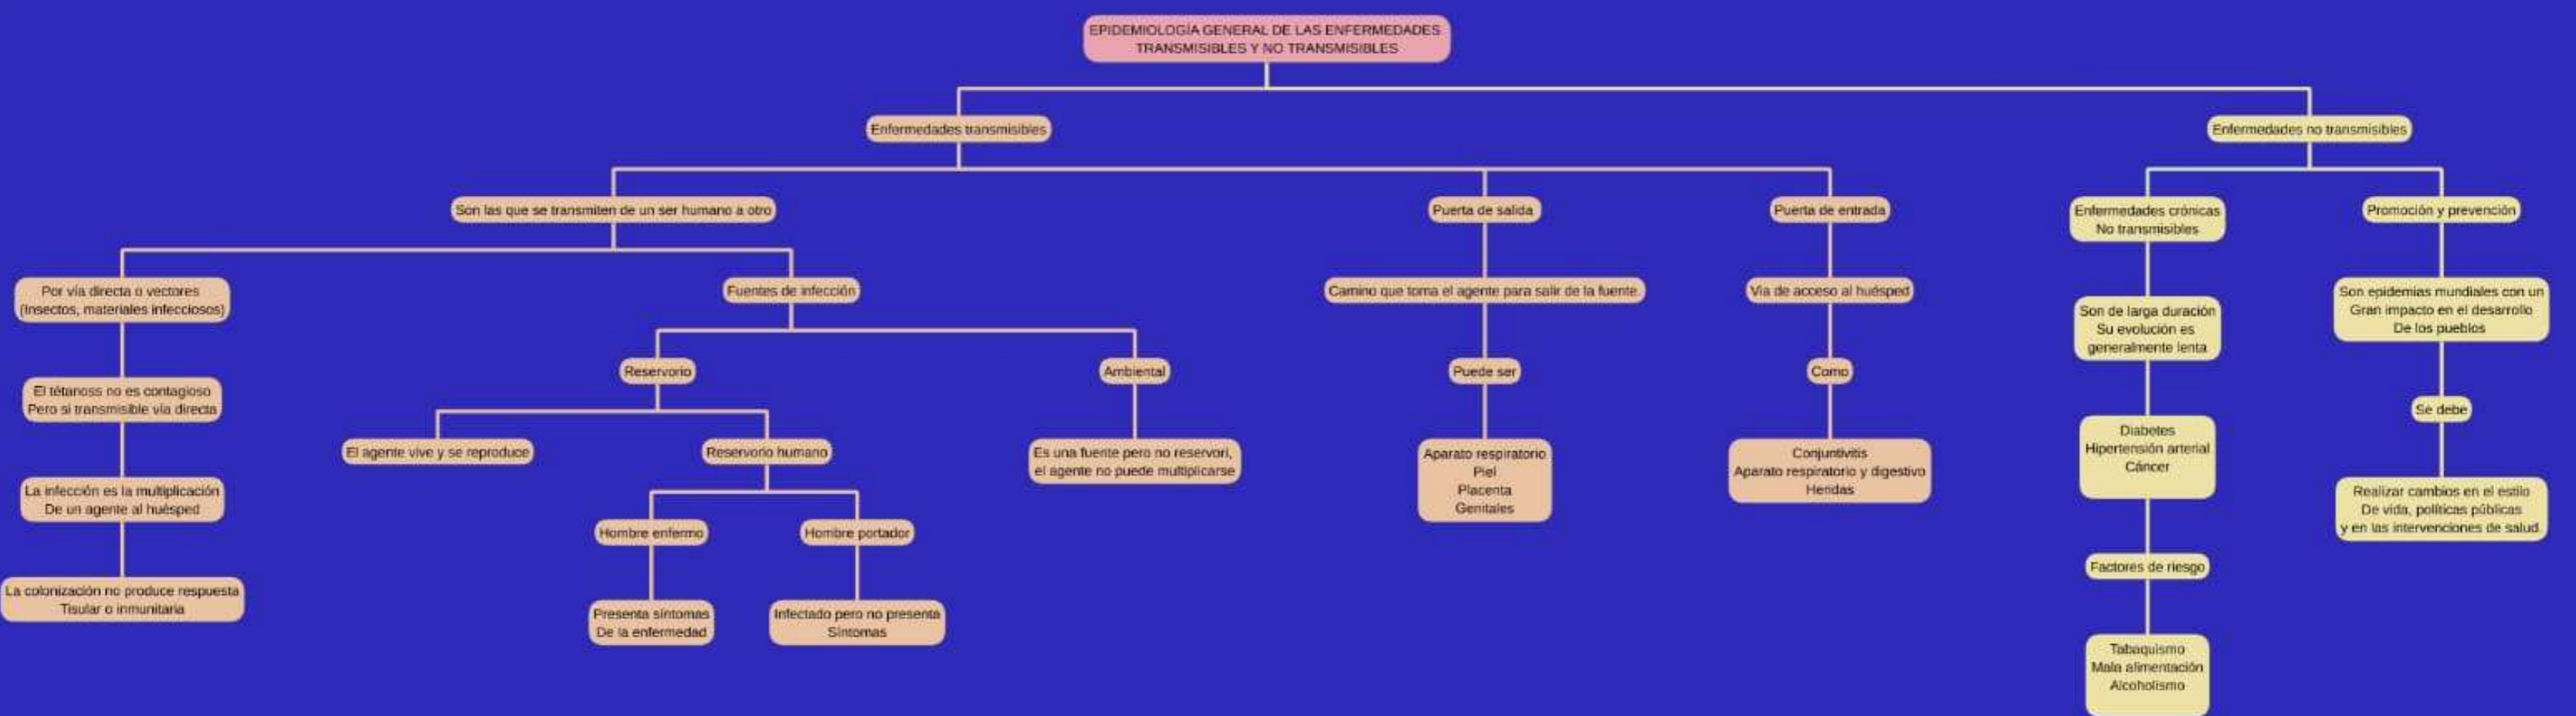 EPIDEMIOLOGÍA GENERAL DE LAS ENFERMEDADES
TRANSMISIBLES Y NO TRANSMISIBLES
Enfermedades transmisibles
Enfermedades no transmisibles
Son las que se transmiten de un ser humano a otro
Puerta de salida
Puerta de entrada
Enfermedades crónicas
No transmisibles
Promoción y prevención
Por vía directa o vectores
(Insectos, materiales infecciosos)
Fuentes de infección
Camino que toma el agente para salir de la fuente
Via de acceso al huésped
Son de larga duración
Su evolución es
generalmente lenta
Son epidemias mundiales con un
Gran impacto en el desarrollo
De los pueblos
El tétanoss no es contagioso
Pero si transmisible vía directa
Reservorio
Ambiental
Puede ser
Como
Se debe
El agente vive y se reproduce
Reservorio humano
Es una fuente pero no reservori,
el agente no puede multiplicarse
Aparato respiratorio
Piel
Placenta
Genitales
Conjuntivitis
Aparato respiratorio y digestivo
Heridas
Diabetes
Hipertensión arterial
Cáncer
La infección es la multiplicación
De un agente al huésped
Realizar cambios en el estilo
De vida, políticas públicas
y en las intervenciones de salud.
Hombre enfermo
Hombre portador
Factores de riesgo
La colonización no produce respuesta
Tisular o inmunitaria
Presenta síntomas
De la enfermedad
Infectado pero no presenta
Síntomas
Tabaquismo
Mala alimentación
Alcoholismo